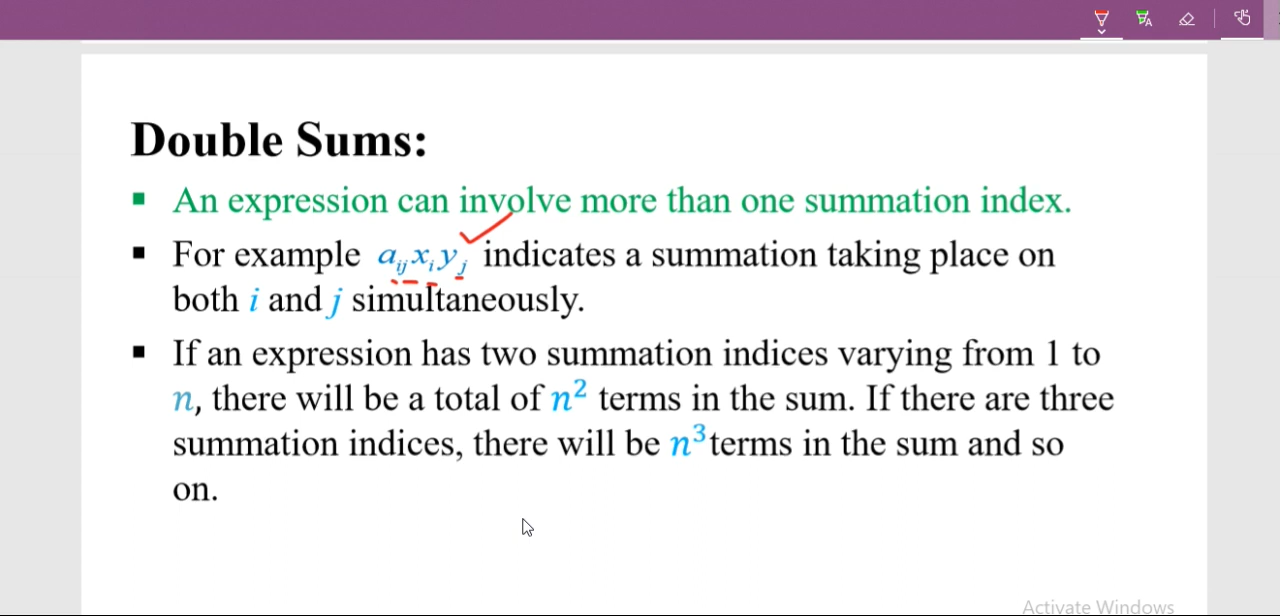 Double Sums:
▪ An expression can involve more than one summation index.
▪ For example a_{ij}x_iy_j indicates a summation taking place on
both i and j simultaneously.
▪ If an expression has two summation indices varying from 1 to
n, there will be a total of n² terms in the sum. If there are three
summation indices, there will be n³ terms in the sum and so
on.
Activate Windows